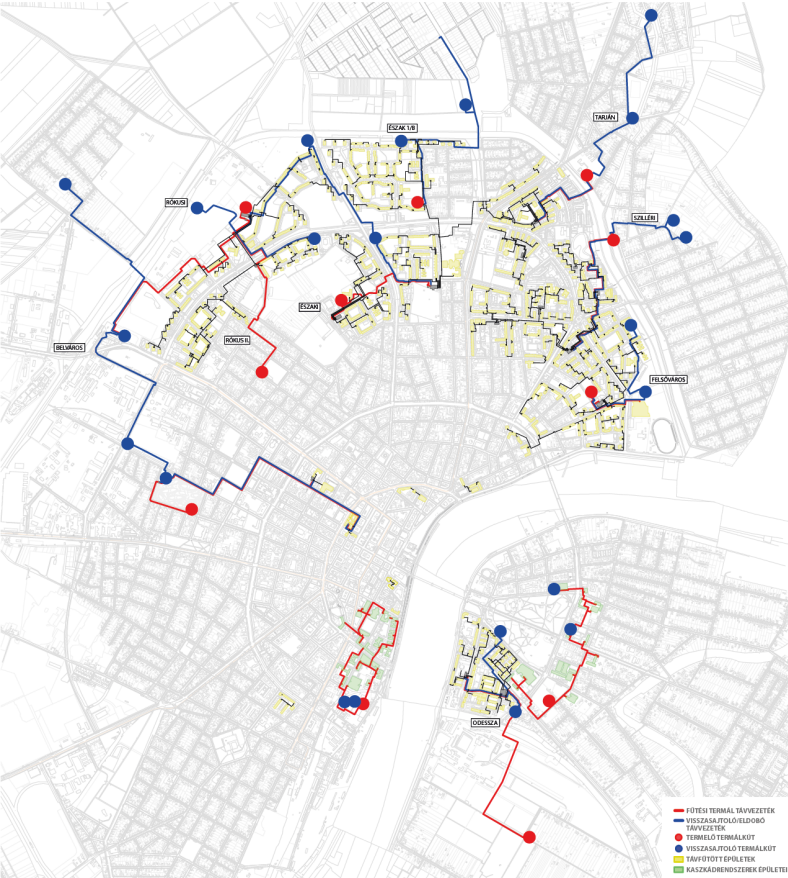 TARJÁN
ÉSZAK 1/B
RÓKUSI
SZILLÉRI
ÉSZAKI
RÓKUS II.
BELVÁROS
FELSŐVÁROS
ODESSZA
FŰTÉSI TERMÁL TÁVVEZETÉK
VISSZASAJTOLÓ/ELDOBÓ
TÁVVEZETÉK
TERMELŐ TERMÁLKÚT
VISSZASAJTOLÓ TERMÁLKÚT
TÁVFŰTÖTT ÉPÜLETEK
KASZKÁDRENDSZEREK ÉPÜLETEI